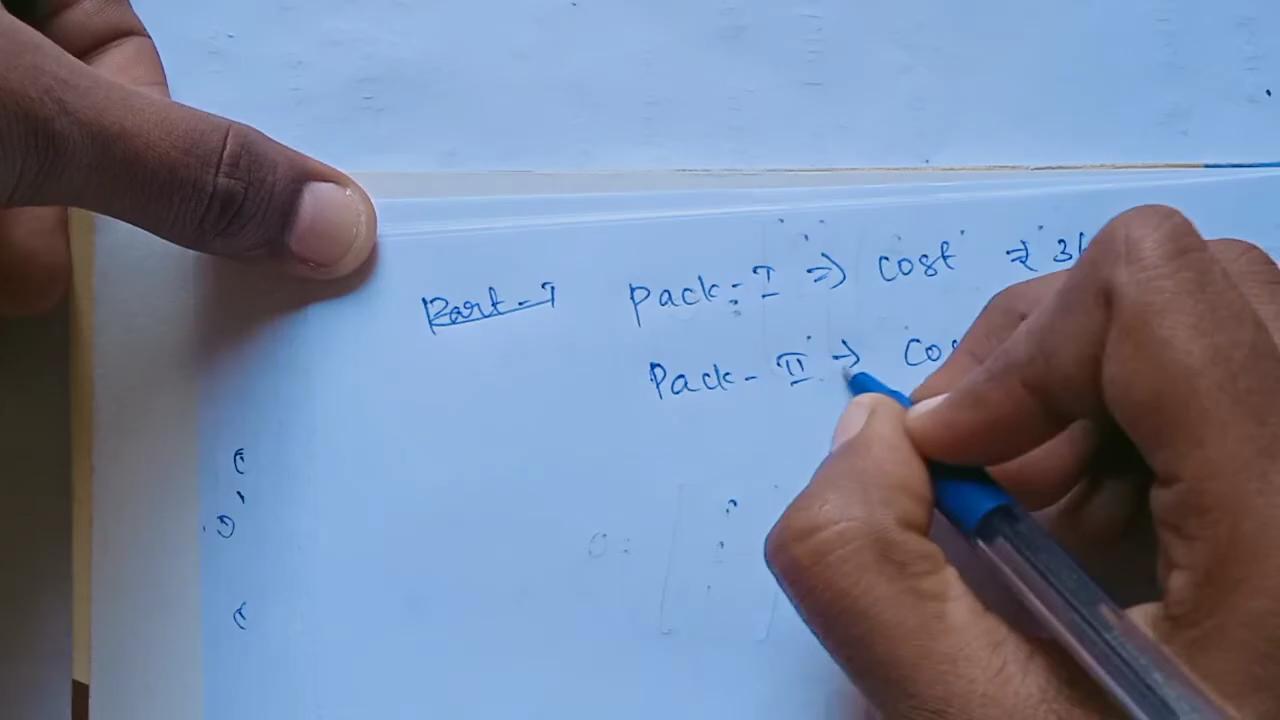 Part-I Pack-I ⇒ cost ₹
Pack-II →